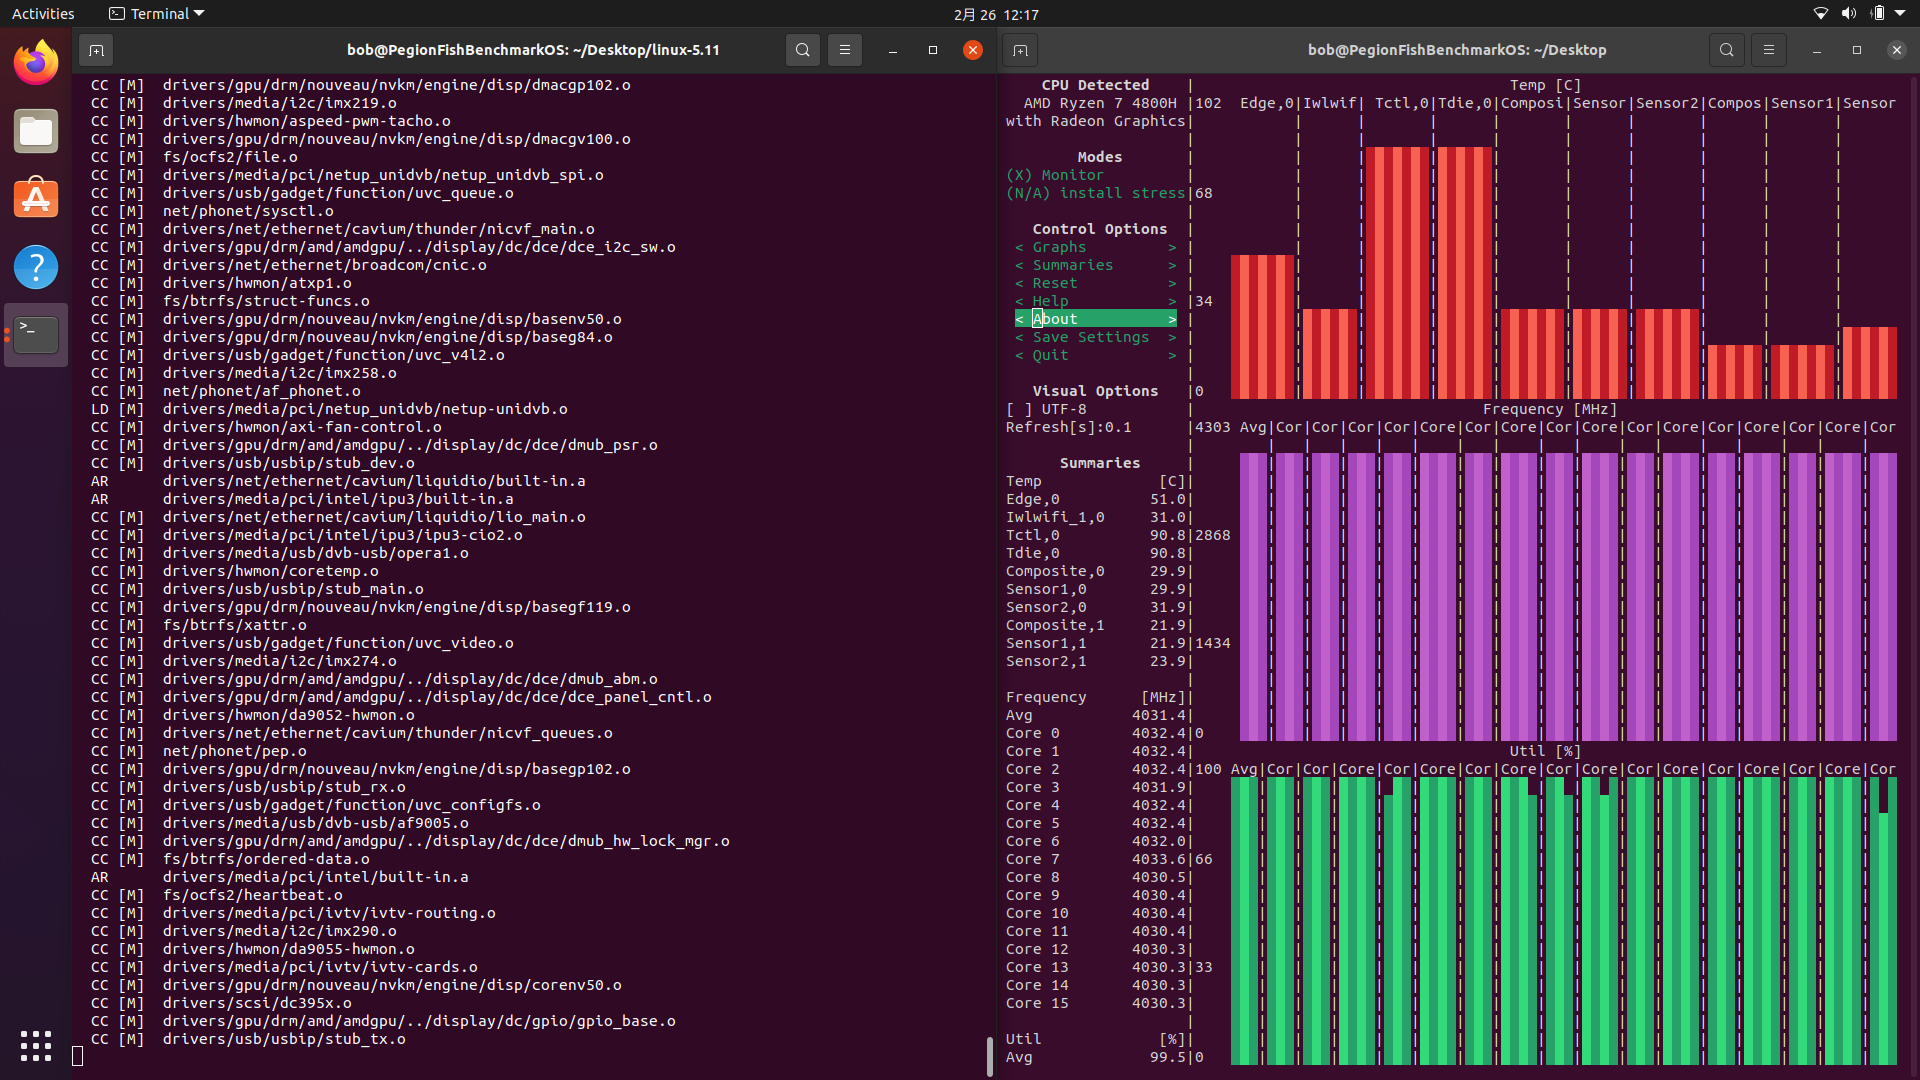 Activities
Terminal
2月 26 12:17
bob@PegionFishBenchmarkOS: ~/Desktop/linux-5.11
CC [M] drivers/gpu/drm/nouveau/nvkm/engine/disp/dmacgp102.o
CC [M] drivers/media/i2c/imx219.o
CC [M] drivers/hwmon/aspeed-pwm-tacho.o
CC [M] drivers/gpu/drm/nouveau/nvkm/engine/disp/dmacgv100.o
CC [M] fs/ocfs2/file.o
CC [M] drivers/media/pci/netup_unidvb/netup_unidvb_spi.o
CC [M] drivers/usb/gadget/function/uvc_queue.o
CC [M] net/phonet/sysctl.o
CC [M] drivers/net/ethernet/cavium/thunder/nicvf_main.o
CC [M] drivers/gpu/drm/amd/amdgpu/../display/dc/dce/dce_i2c_sw.o
CC [M] drivers/net/ethernet/broadcom/cnic.o
CC [M] drivers/hwmon/atxp1.o
CC [M] fs/btrfs/struct-funcs.o
CC [M] drivers/gpu/drm/nouveau/nvkm/engine/disp/basenv50.o
CC [M] drivers/gpu/drm/nouveau/nvkm/engine/disp/baseg84.o
CC [M] drivers/usb/gadget/function/uvc_v4l2.o
CC [M] drivers/media/i2c/imx258.o
CC [M] net/phonet/af_phonet.o
LD [M] drivers/media/pci/netup_unidvb/netup-unidvb.o
CC [M] drivers/hwmon/axi-fan-control.o
CC [M] drivers/gpu/drm/amd/amdgpu/../display/dc/dce/dmub_psr.o
CC [M] drivers/usb/usbip/stub_dev.o
AR drivers/net/ethernet/cavium/liquidio/built-in.a
AR drivers/media/pci/intel/ipu3/built-in.a
CC [M] drivers/net/ethernet/cavium/liquidio/lio_main.o
CC [M] drivers/media/pci/intel/ipu3/ipu3-cio2.o
CC [M] drivers/media/usb/dvb-usb/opera1.o
CC [M] drivers/hwmon/coretemp.o
CC [M] drivers/usb/usbip/stub_main.o
CC [M] drivers/gpu/drm/nouveau/nvkm/engine/disp/basegf119.o
CC [M] fs/btrfs/xattr.o
CC [M] drivers/usb/gadget/function/uvc_video.o
CC [M] drivers/media/i2c/imx274.o
CC [M] drivers/gpu/drm/amd/amdgpu/../display/dc/dce/dmub_abm.o
CC [M] drivers/gpu/drm/amd/amdgpu/../display/dc/dce/dce_panel_cntl.o
CC [M] drivers/hwmon/da9052-hwmon.o
CC [M] drivers/net/ethernet/cavium/thunder/nicvf_queues.o
CC [M] net/phonet/pep.o
CC [M] drivers/gpu/drm/nouveau/nvkm/engine/disp/basegp102.o
CC [M] drivers/usb/usbip/stub_rx.o
CC [M] drivers/usb/gadget/function/uvc_configfs.o
CC [M] drivers/media/usb/dvb-usb/af9005.o
CC [M] drivers/gpu/drm/amd/amdgpu/../display/dc/dce/dmub_hw_lock_mgr.o
CC [M] fs/btrfs/ordered-data.o
AR drivers/media/pci/intel/built-in.a
CC [M] fs/ocfs2/heartbeat.o
CC [M] drivers/media/pci/ivtv/ivtv-routing.o
CC [M] drivers/media/i2c/imx290.o
CC [M] drivers/hwmon/da9055-hwmon.o
CC [M] drivers/media/pci/ivtv/ivtv-cards.o
CC [M] drivers/gpu/drm/nouveau/nvkm/engine/disp/corenv50.o
CC [M] drivers/scsi/dc395x.o
CC [M] drivers/gpu/drm/amd/amdgpu/../display/dc/gpio/gpio_base.o
CC [M] drivers/usb/usbip/stub_tx.o
bob@PegionFishBenchmarkOS: ~/Desktop
CPU Detected
AMD Ryzen 7 4800H
with Radeon Graphics
Modes
(X) Monitor
(N/A) install stress
Control Options
< Graphs >
< Summaries >
< Reset >
< Help >
< About >
< Save Settings >
< Quit >
Visual Options
[ ] UTF-8
Refresh[s]:0.1
Summaries
Temp [C]
Edge,0 51.0
Iwlwifi_1,0 31.0
Tctl,0 90.8
Tdie,0 90.8
Composite,0 29.9
Sensor1,0 29.9
Sensor2,0 31.9
Composite,1 21.9
Sensor1,1 21.9
Sensor2,1 23.9
Frequency [MHz]
Avg 4031.4
Core 0 4032.4
Core 1 4032.4
Core 2 4032.4
Core 3 4031.9
Core 4 4032.4
Core 5 4032.4
Core 6 4032.0
Core 7 4033.6
Core 8 4030.5
Core 9 4030.4
Core 10 4030.4
Core 11 4030.4
Core 12 4030.3
Core 13 4030.3
Core 14 4030.3
Core 15 4030.3
Util [%]
Avg 99.5
Temp [C]
102 Edge,0|Iwlwif| Tctl,0|Tdie,0|Composi|Sensor|Sensor2|Compos|Sensor1|Sensor
68
34
0
Frequency [MHz]
4303 Avg|Cor|Cor|Cor|Cor|Core|Cor|Core|Cor|Core|Cor|Core|Cor|Core|Cor|Core|Cor
2868
1434
0
Util [%]
100 Avg|Cor|Cor|Core|Cor|Core|Cor|Core|Cor|Core|Cor|Core|Cor|Core|Cor|Core|Cor
66
33
0